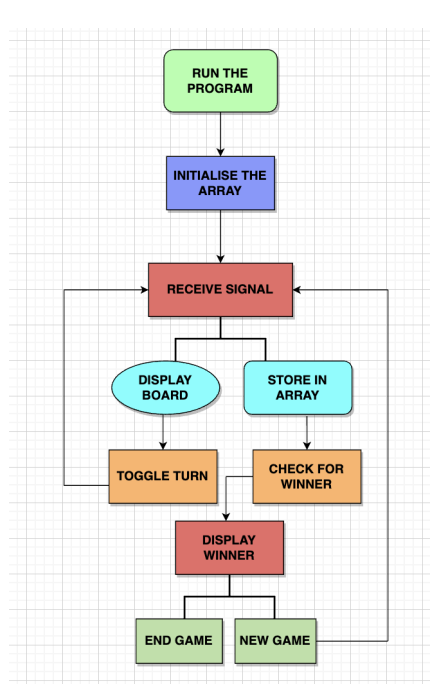 RUN THE
PROGRAM
INITIALISE THE
ARRAY
RECEIVE SIGNAL
DISPLAY
BOARD
STORE IN
ARRAY
TOGGLE TURN
CHECK FOR
WINNER
DISPLAY
WINNER
END GAME
NEW GAME